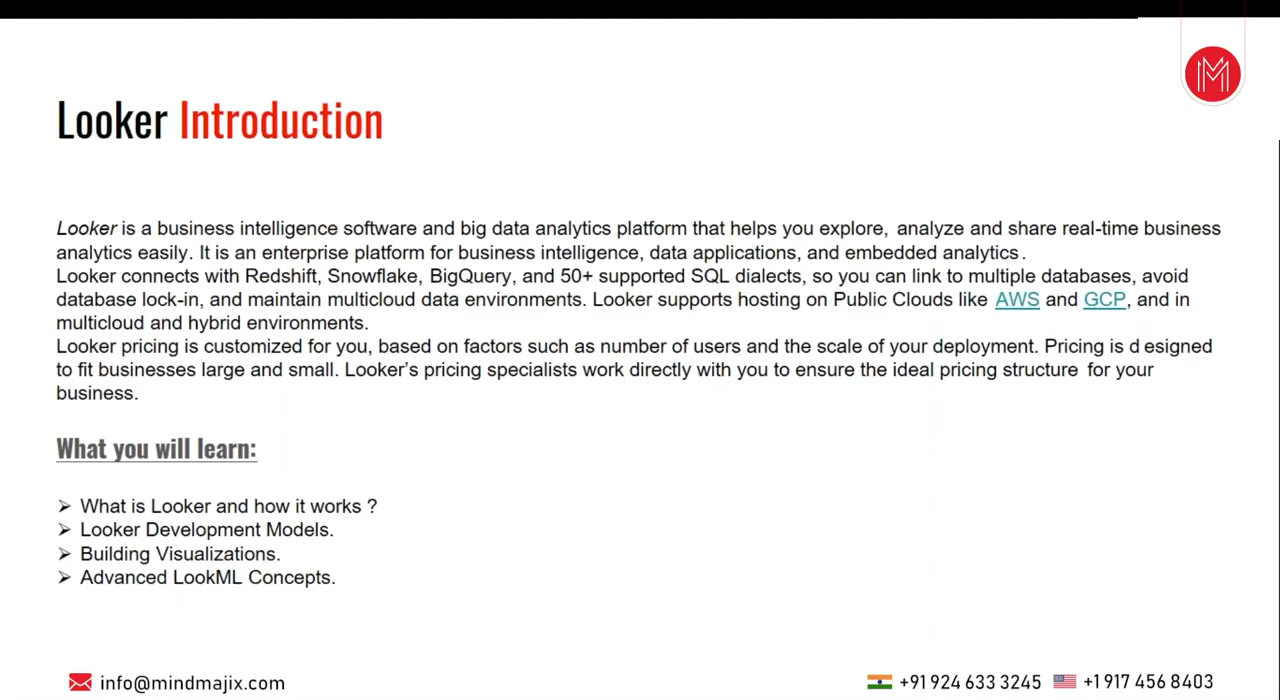 Looker Introduction
Looker is a business intelligence software and big data analytics platform that helps you explore, analyze and share real-time business
analytics easily. It is an enterprise platform for business intelligence, data applications, and embedded analytics.
Looker connects with Redshift, Snowflake, BigQuery, and 50+ supported SQL dialects, so you can link to multiple databases, avoid
database lock-in, and maintain multicloud data environments. Looker supports hosting on Public Clouds like AWS and GCP, and in
multicloud and hybrid environments.
Looker pricing is customized for you, based on factors such as number of users and the scale of your deployment. Pricing is d esigned
to fit businesses large and small. Looker's pricing specialists work directly with you to ensure the ideal pricing structure for your
business.
What you will learn:
➢ What is Looker and how it works ?
➢ Looker Development Models.
➢ Building Visualizations.
➢ Advanced LookML Concepts.
info@mindmajix.com
+91 924 633 3245
+1 917 456 8403